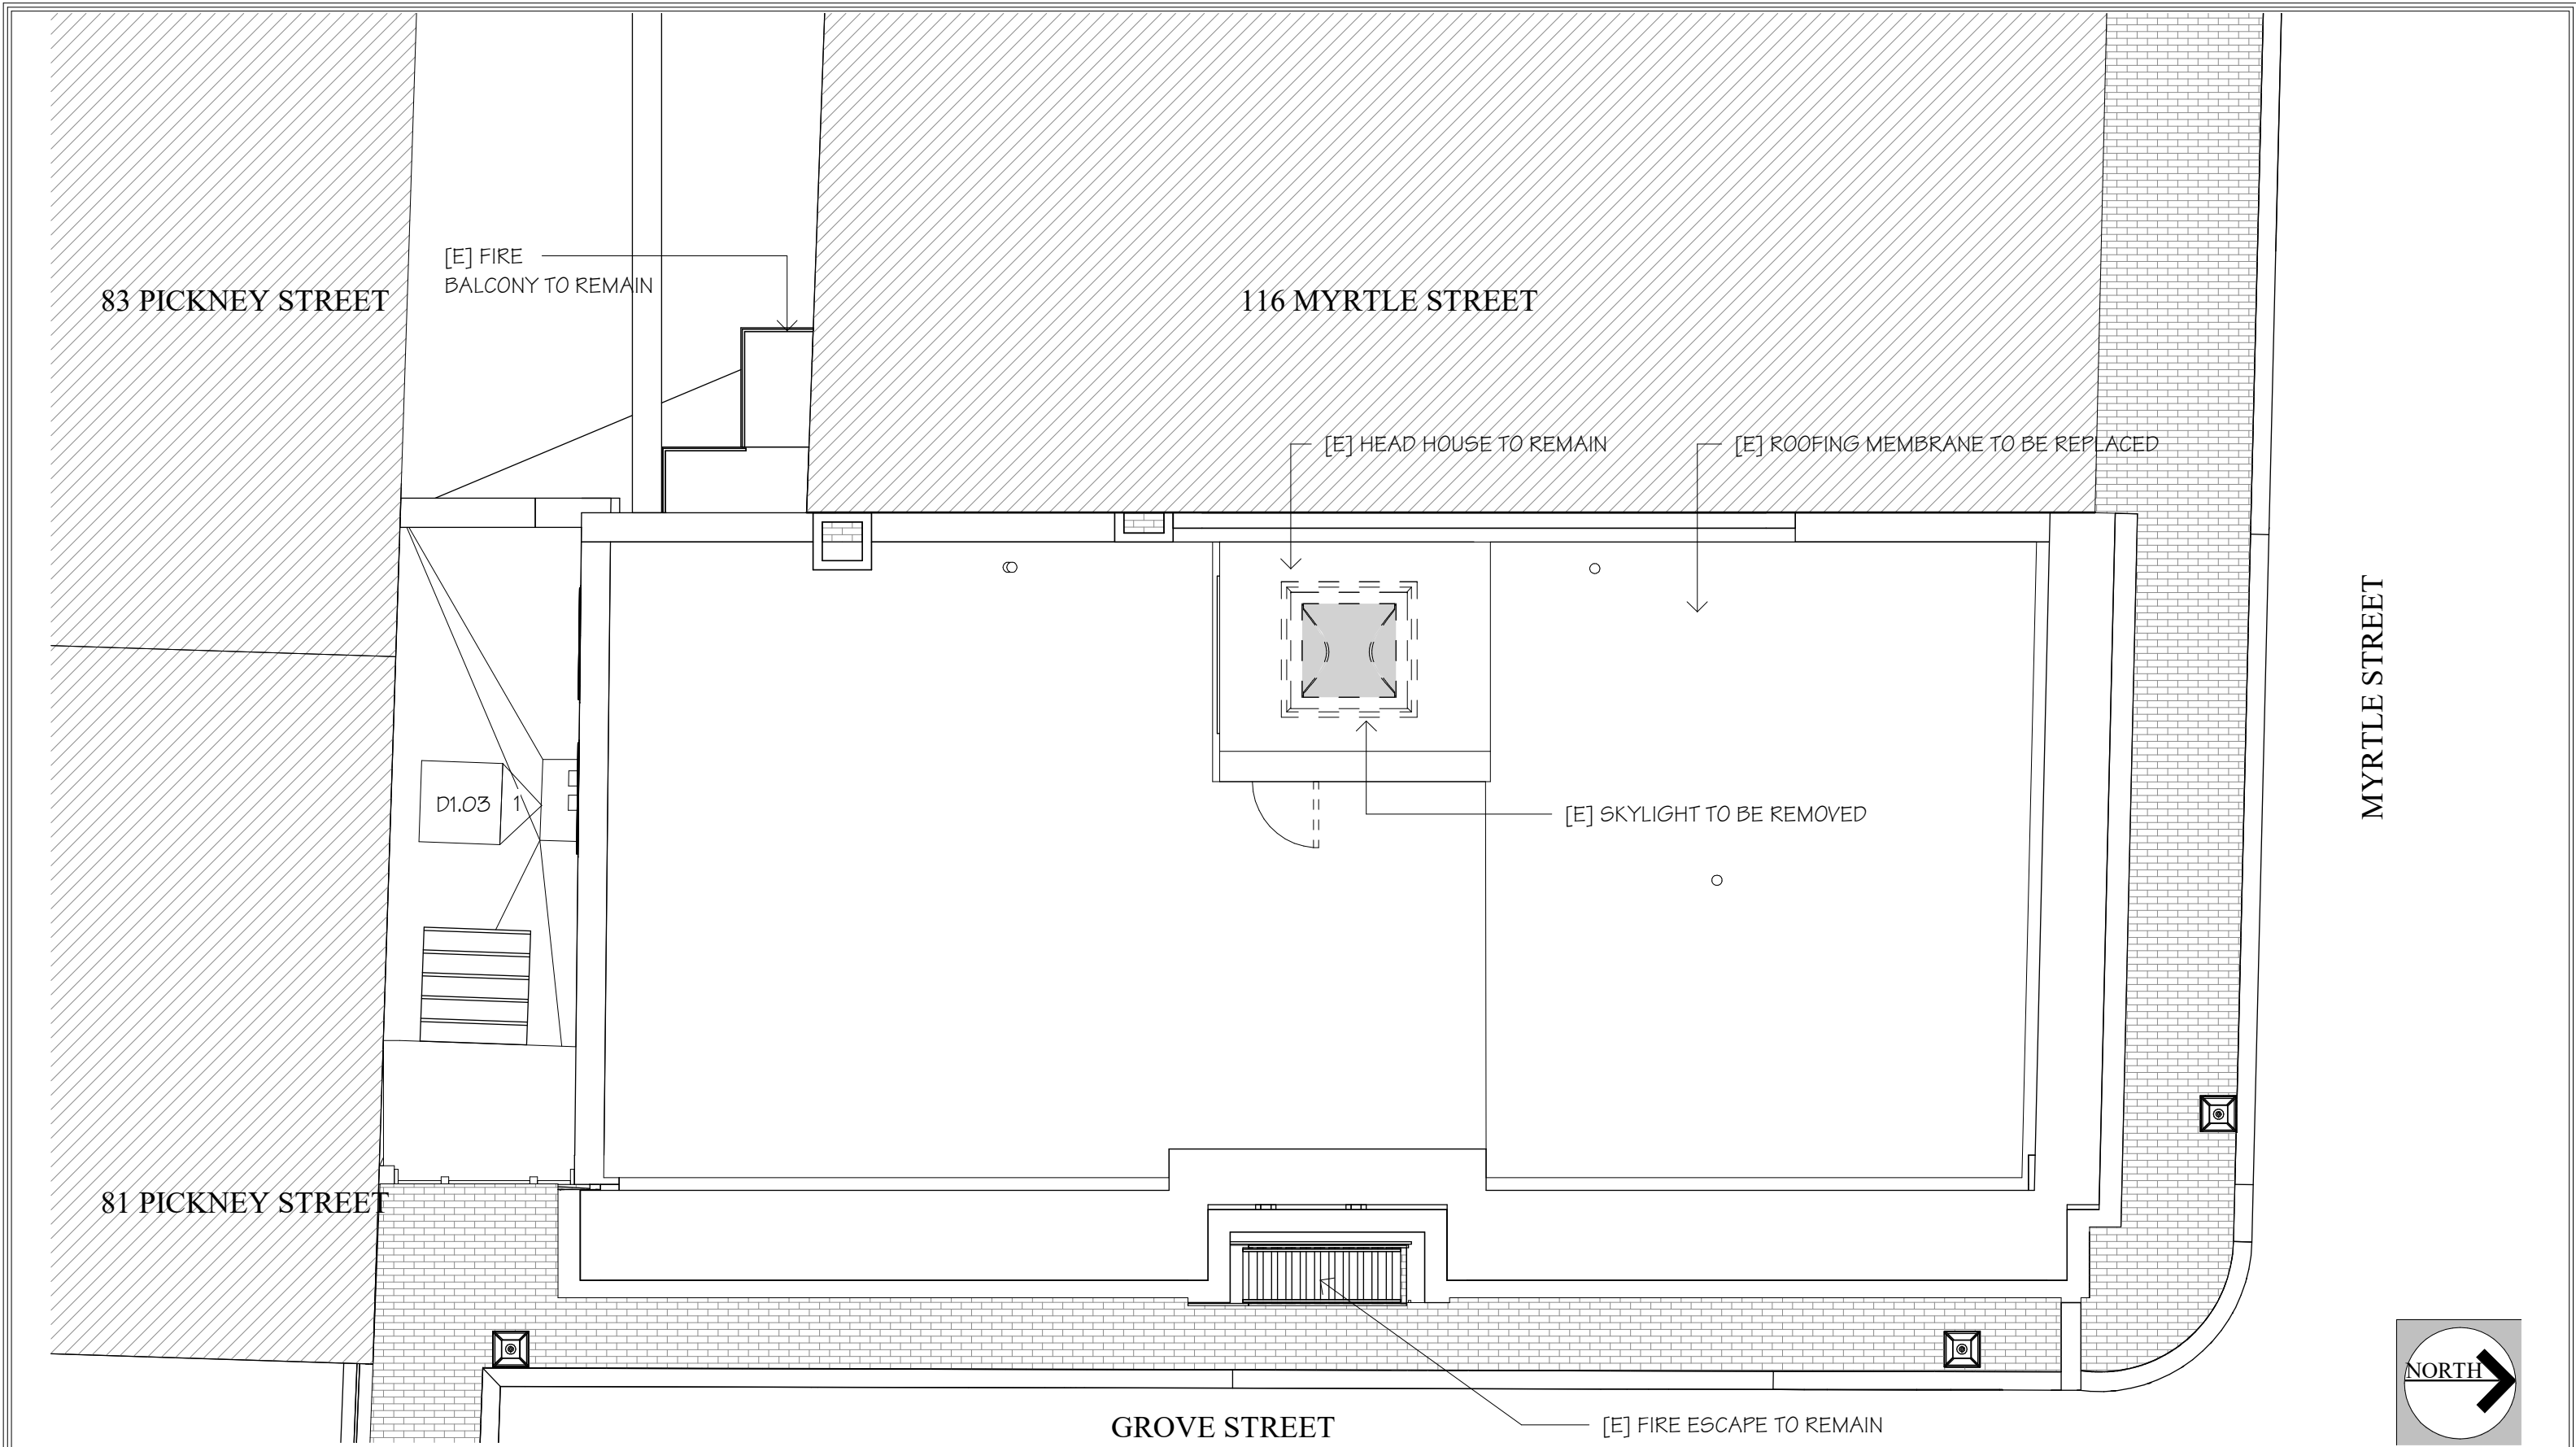 [E] FIRE
BALCONY TO REMAIN
83 PICKNEY STREET
116 MYRTLE STREET
[E] HEAD HOUSE TO REMAIN
[E] ROOFING MEMBRANE TO BE REPLACED
MYRTLE STREET
D1.03
1
[E] SKYLIGHT TO BE REMOVED
81 PICKNEY STREET
NORTH
GROVE STREET
[E] FIRE ESCAPE TO REMAIN